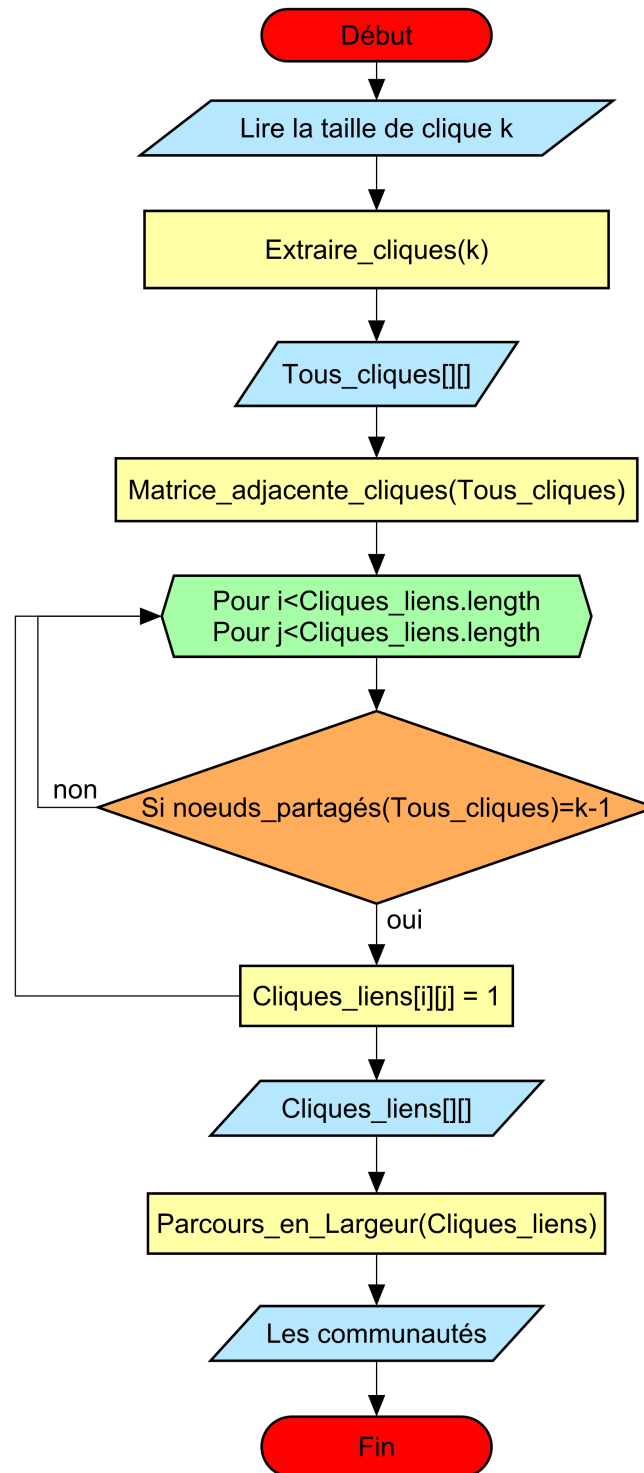 Début
Lire la taille de clique k
Extraire_cliques(k)
Tous_cliques[][]
Matrice_adjacente_cliques(Tous_cliques)
Pour i<Cliques_liens.length
Pour j<Cliques_liens.length
non
Si noeuds_partagés(Tous_cliques)=k-1
oui
Cliques_liens[i][j] = 1
Cliques_liens[][]
Parcours_en_Largeur(Cliques_liens)
Les communautés
Fin